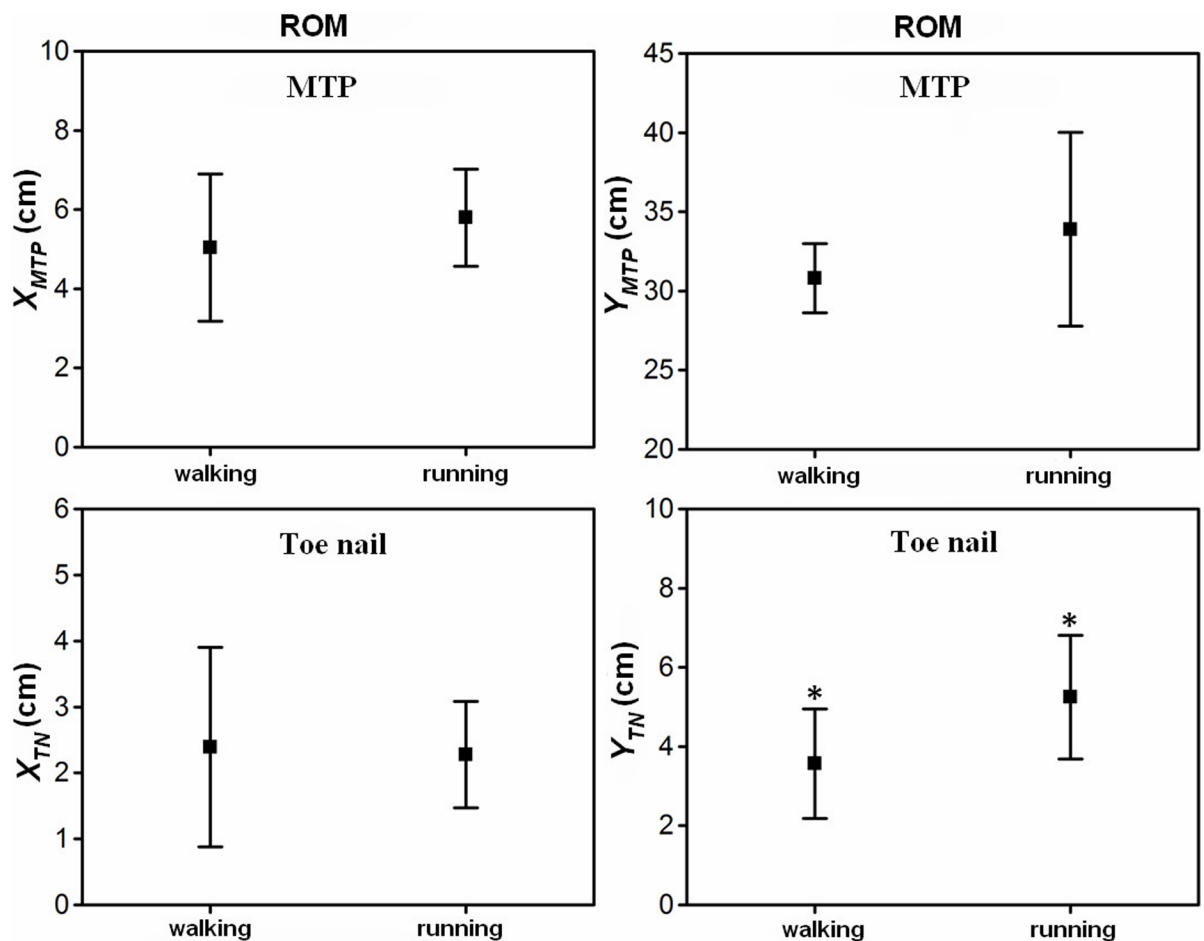 ROM
MTP
X_MTP (cm)
10
8
6
4
2
0
walking
running
ROM
MTP
Y_MTP (cm)
45
40
35
30
25
20
walking
running
Toe nail
X_TN (cm)
6
5
4
3
2
1
0
walking
running
Toe nail
Y_TN (cm)
10
8
6
4
2
0
*
*
walking
running